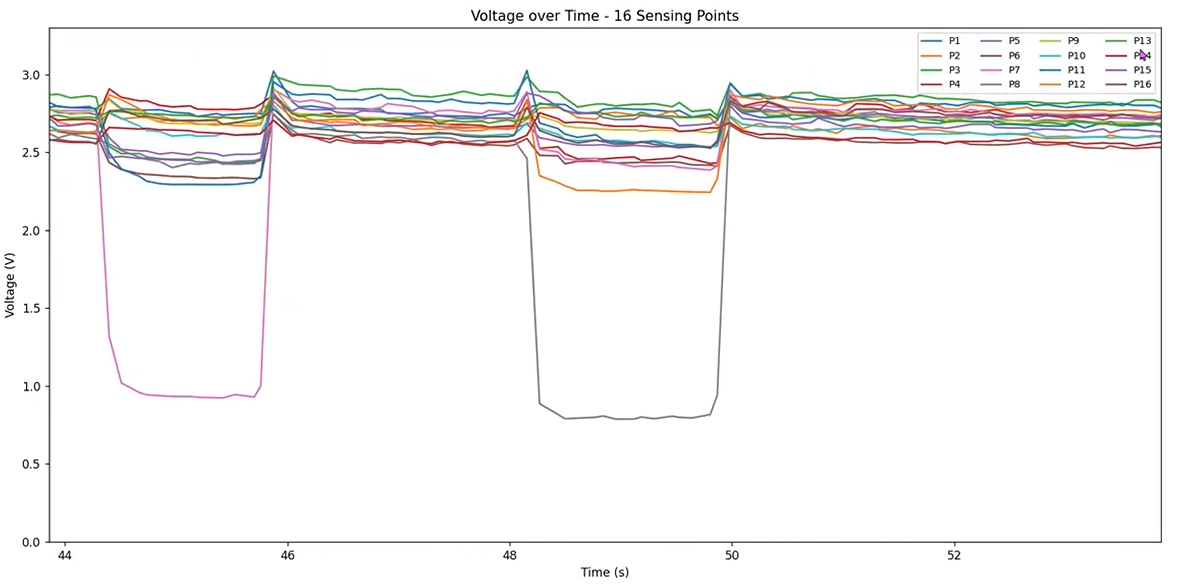 Voltage over Time - 16 Sensing Points
P1 P5 P9 P13
P2 P6 P10
P3 P7 P11 P15
P4 P8 P12 P16
Voltage (V)
3.0
2.5
2.0
1.5
1.0
0.5
0.0
44 46 48 50 52
Time (s)